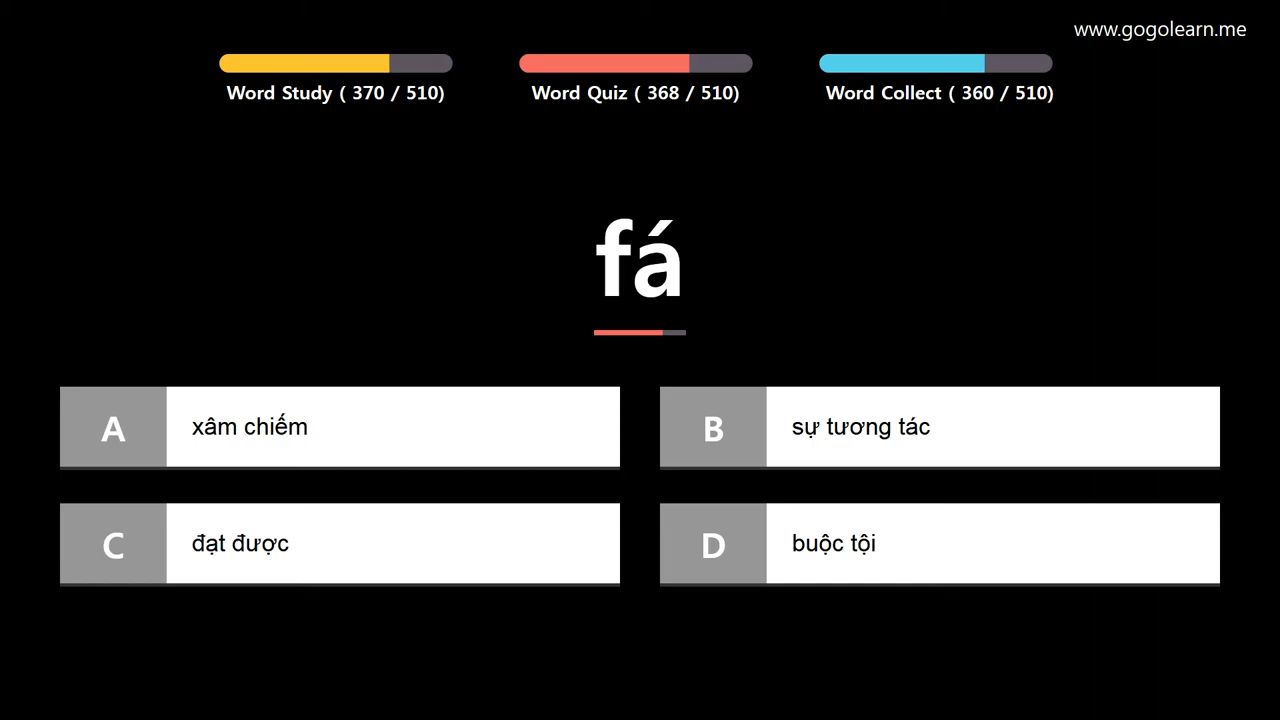 www.gogolearn.me
Word Study ( 370 / 510)
Word Quiz ( 368 / 510)
Word Collect ( 360 / 510)
fá
A
xâm chiếm
B
sự tương tác
C
đạt được
D
buộc tội